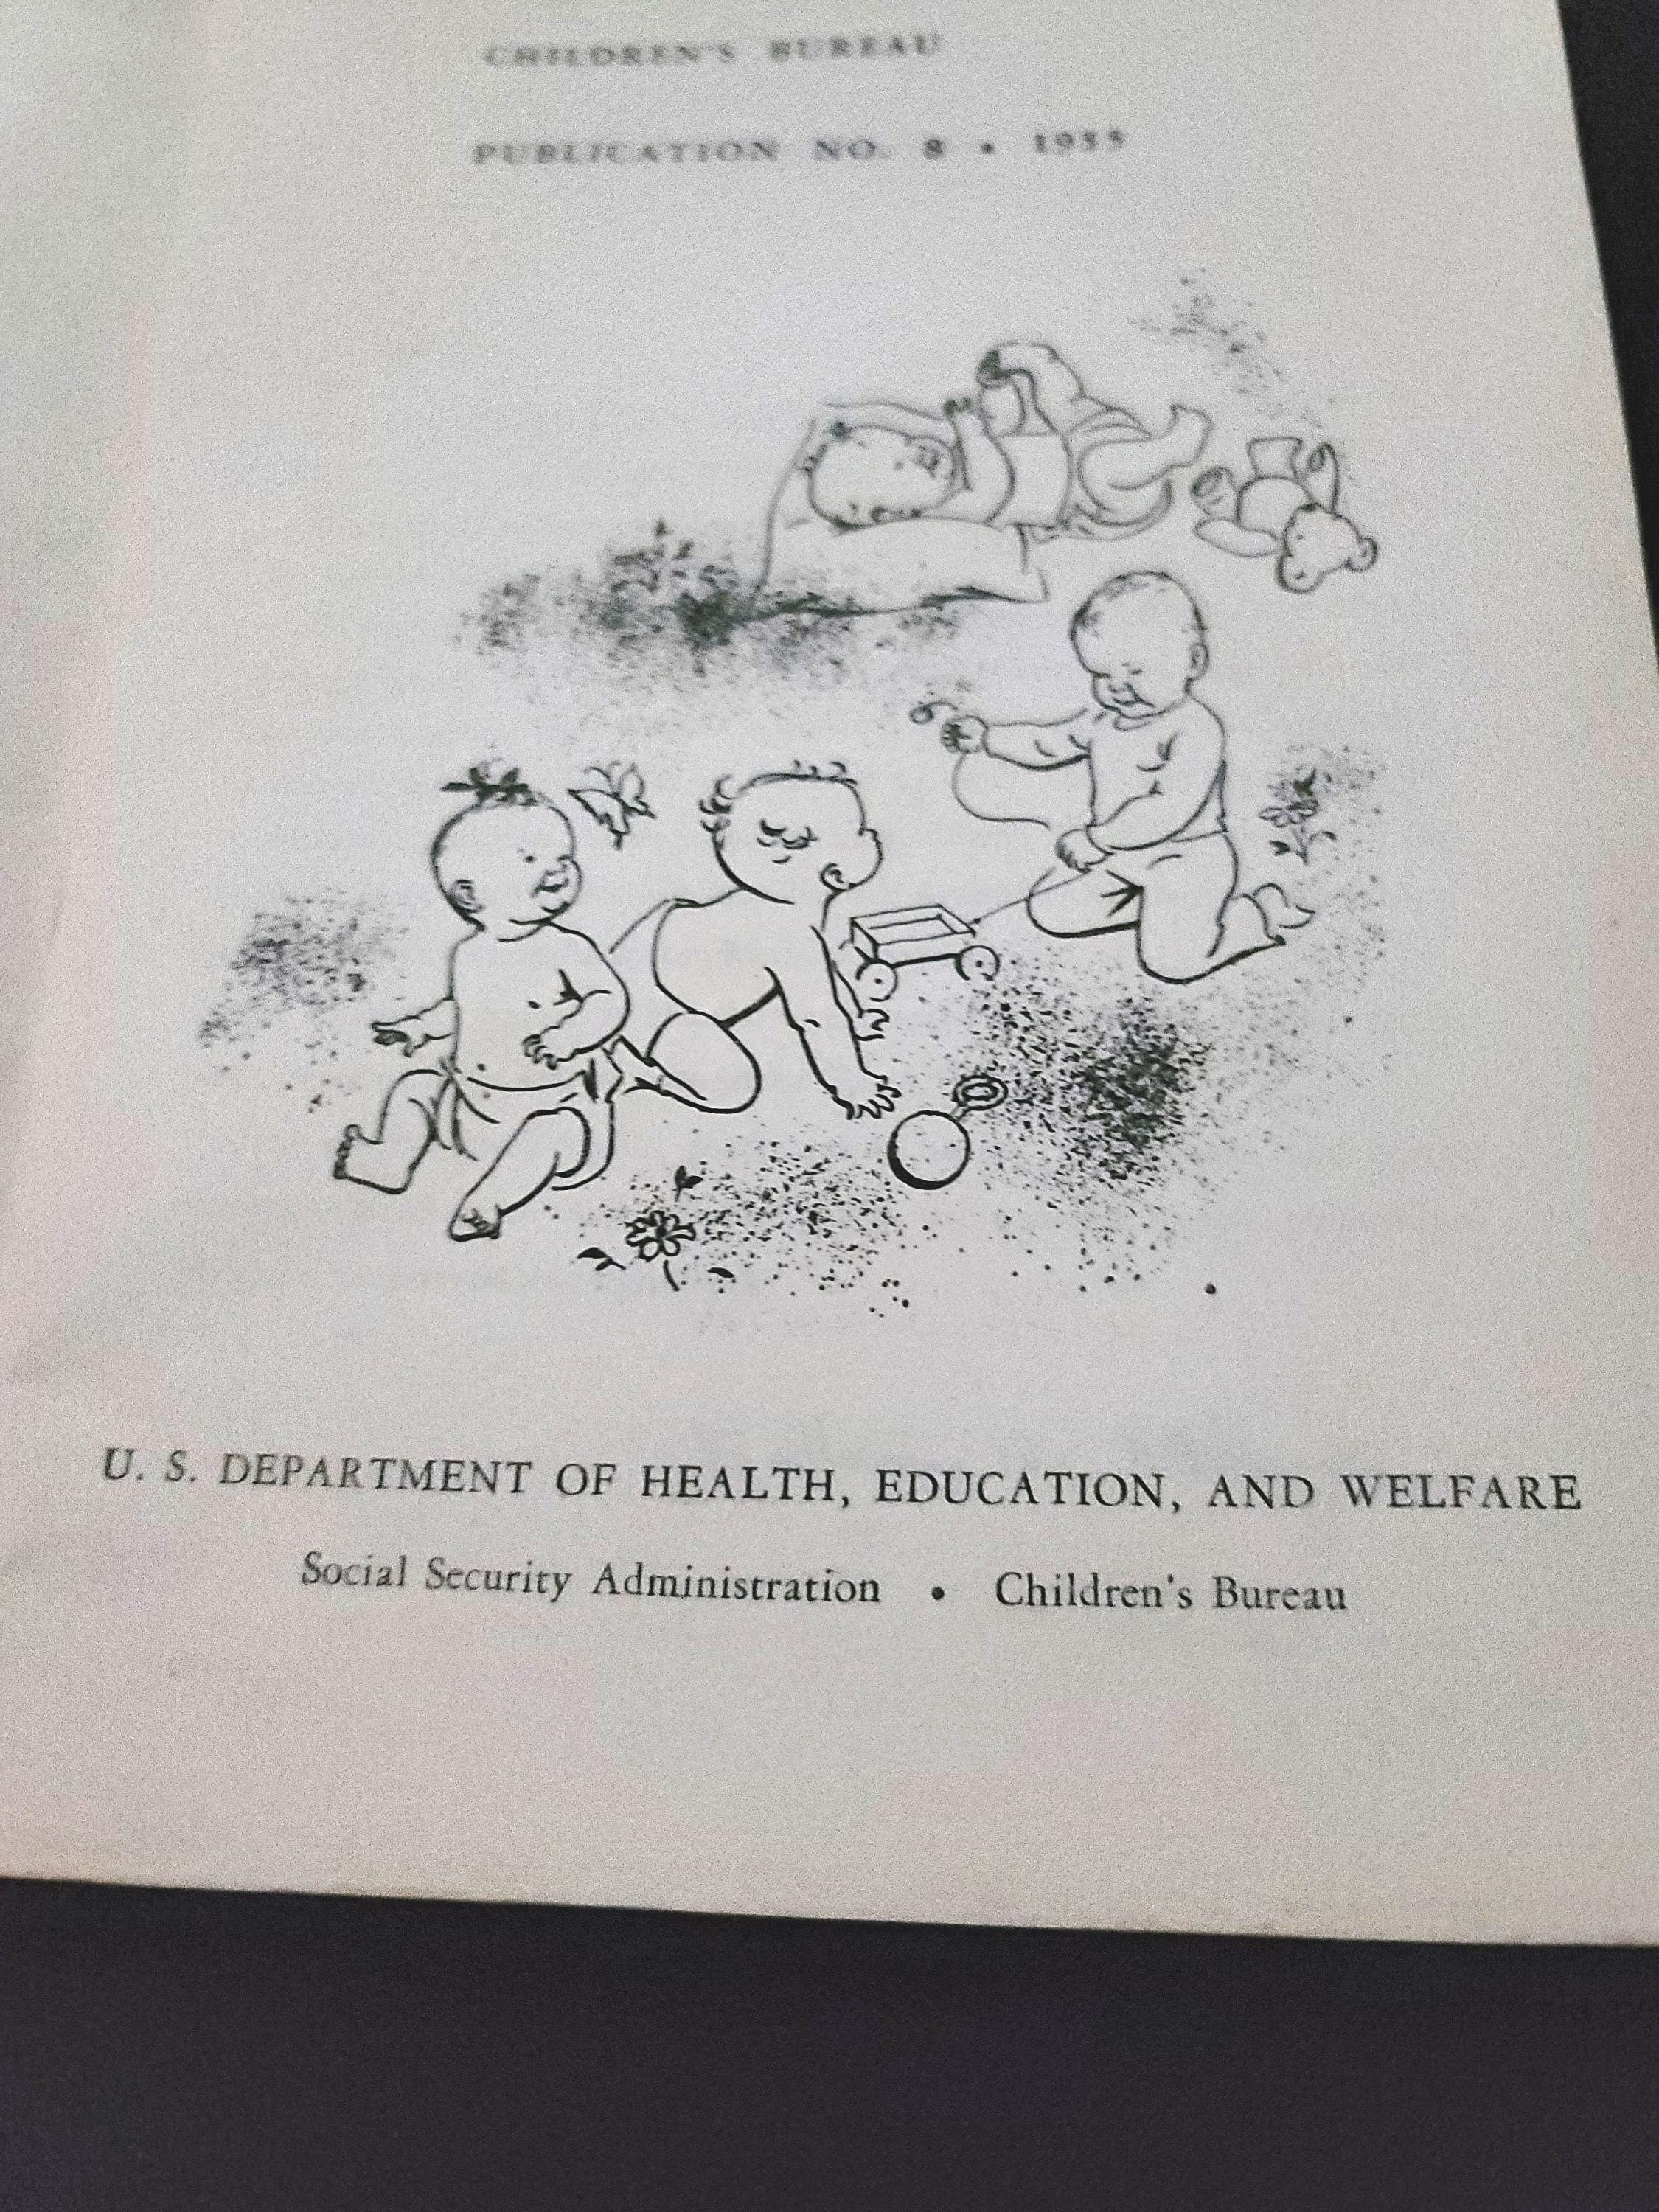 CHILDREN'S BUREAU
PUBLICATION NO. 8 • 1955
U. S. DEPARTMENT OF HEALTH, EDUCATION, AND WELFARE
Social Security Administration • Children's Bureau